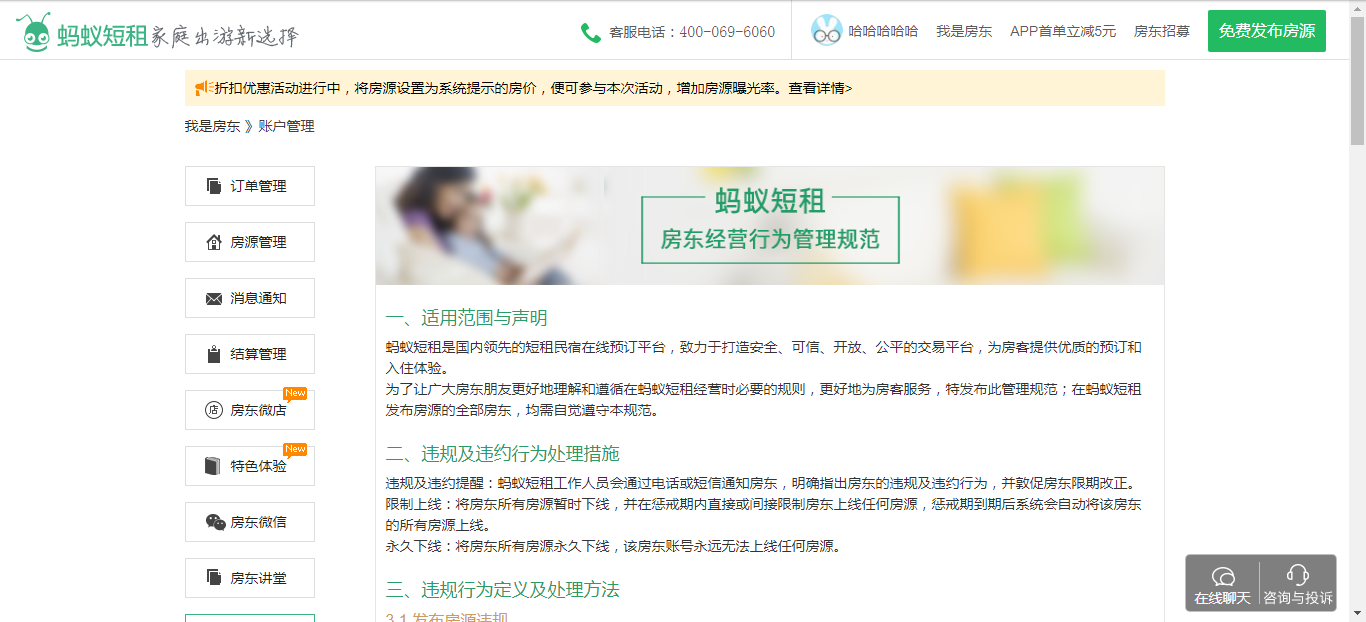 蚂蚁短租 家庭出游新选择
客服电话：400-069-6060
哈哈哈哈哈
我是房东
APP首单立减5元
房东招募
免费发布房源
折扣优惠活动进行中，将房源设置为系统提示的房价，便可参与本次活动，增加房源曝光率。查看详情>
我是房东 》 账户管理
订单管理
房源管理
消息通知
结算管理
New
店 房东微店
New
特色体验
房东微信
房东讲堂
蚂蚁短租
房东经营行为管理规范
一、适用范围与声明
蚂蚁短租是国内领先的短租民宿在线预订平台，致力于打造安全、可信、开放、公平的交易平台，为房客提供优质的预订和
入住体验。
为了让广大房东朋友更好地理解和遵循在蚂蚁短租经营时必要的规则，更好地为房客服务，特发布此管理规范；在蚂蚁短租
发布房源的全部房东，均需自觉遵守本规范。
二、违规及违约行为处理措施
违规及违约提醒：蚂蚁短租工作人员会通过电话或短信通知房东，明确指出房东的违规及违约行为，并敦促房东限期改正。
限制上线：将房东所有房源暂时下线，并在惩戒期内直接或间接限制房东上线任何房源，惩戒期到期后系统会自动将该房东
的所有房源上线。
永久下线：将房东所有房源永久下线，该房东账号永远无法上线任何房源。
三、违规行为定义及处理方法
3.1 发布房源违规
在线聊天
咨询与投诉